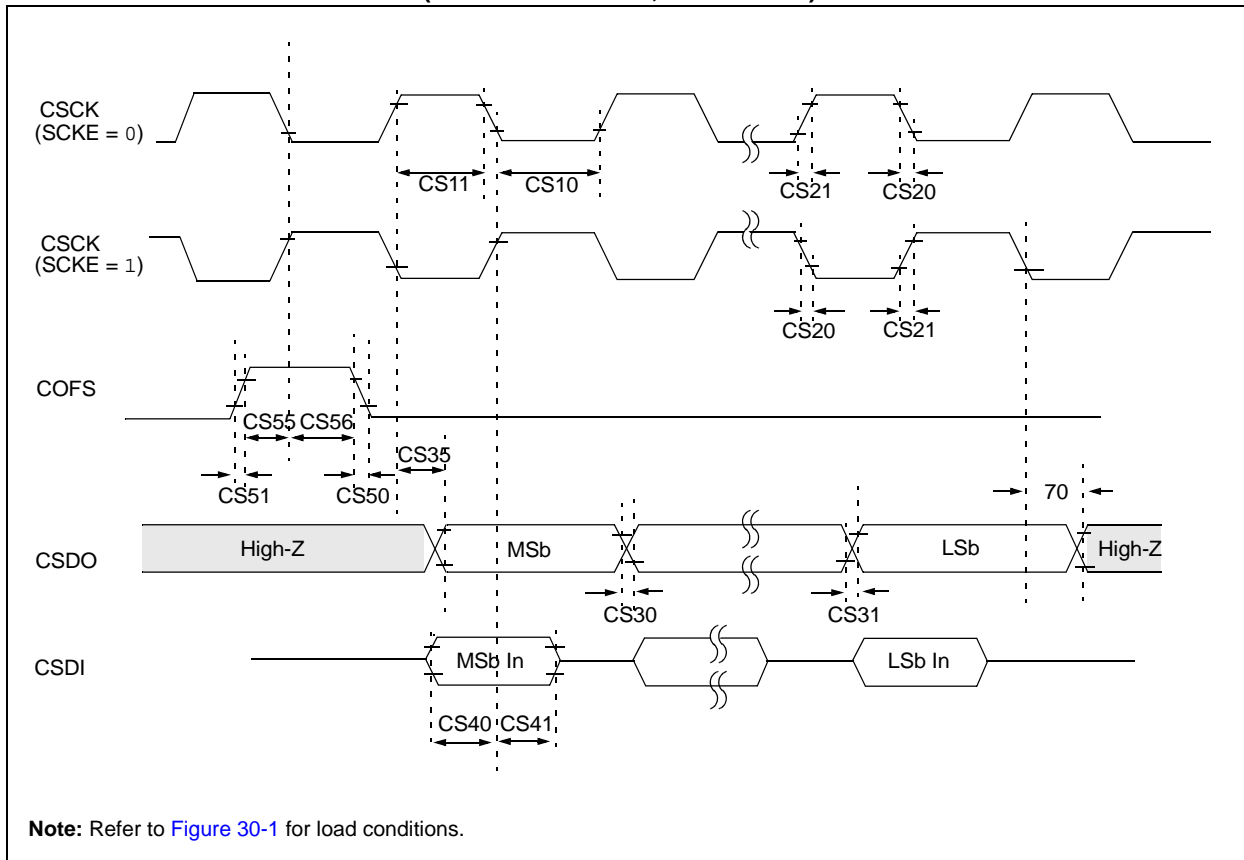 CSCK
(SCKE = 0)
CS11
CS10
CS21
CS20
CSCK
(SCKE = 1)
CS20
CS21
COFS
CS55
CS56
CS35
CS51
CS50
70
CSDO
High-Z
MSb
LSb
High-Z
CS30
CS31
CSDI
MSb In
LSb In
CS40
CS41
Note: Refer to Figure 30-1 for load conditions.